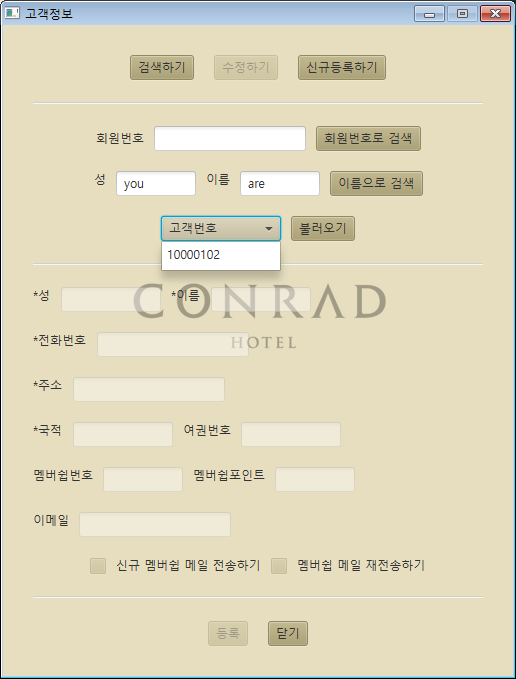 고객정보
검색하기 수정하기 신규등록하기
회원번호 회원번호로 검색
성 you 이름 are 이름으로 검색
고객번호 불러오기
10000102
*성 *이름
CONRAD
*전화번호 HOTEL
*주소
*국적 여권번호
멤버쉽번호 멤버쉽포인트
이메일
신규 멤버쉽 메일 전송하기 멤버쉽 메일 재전송하기
등록 닫기